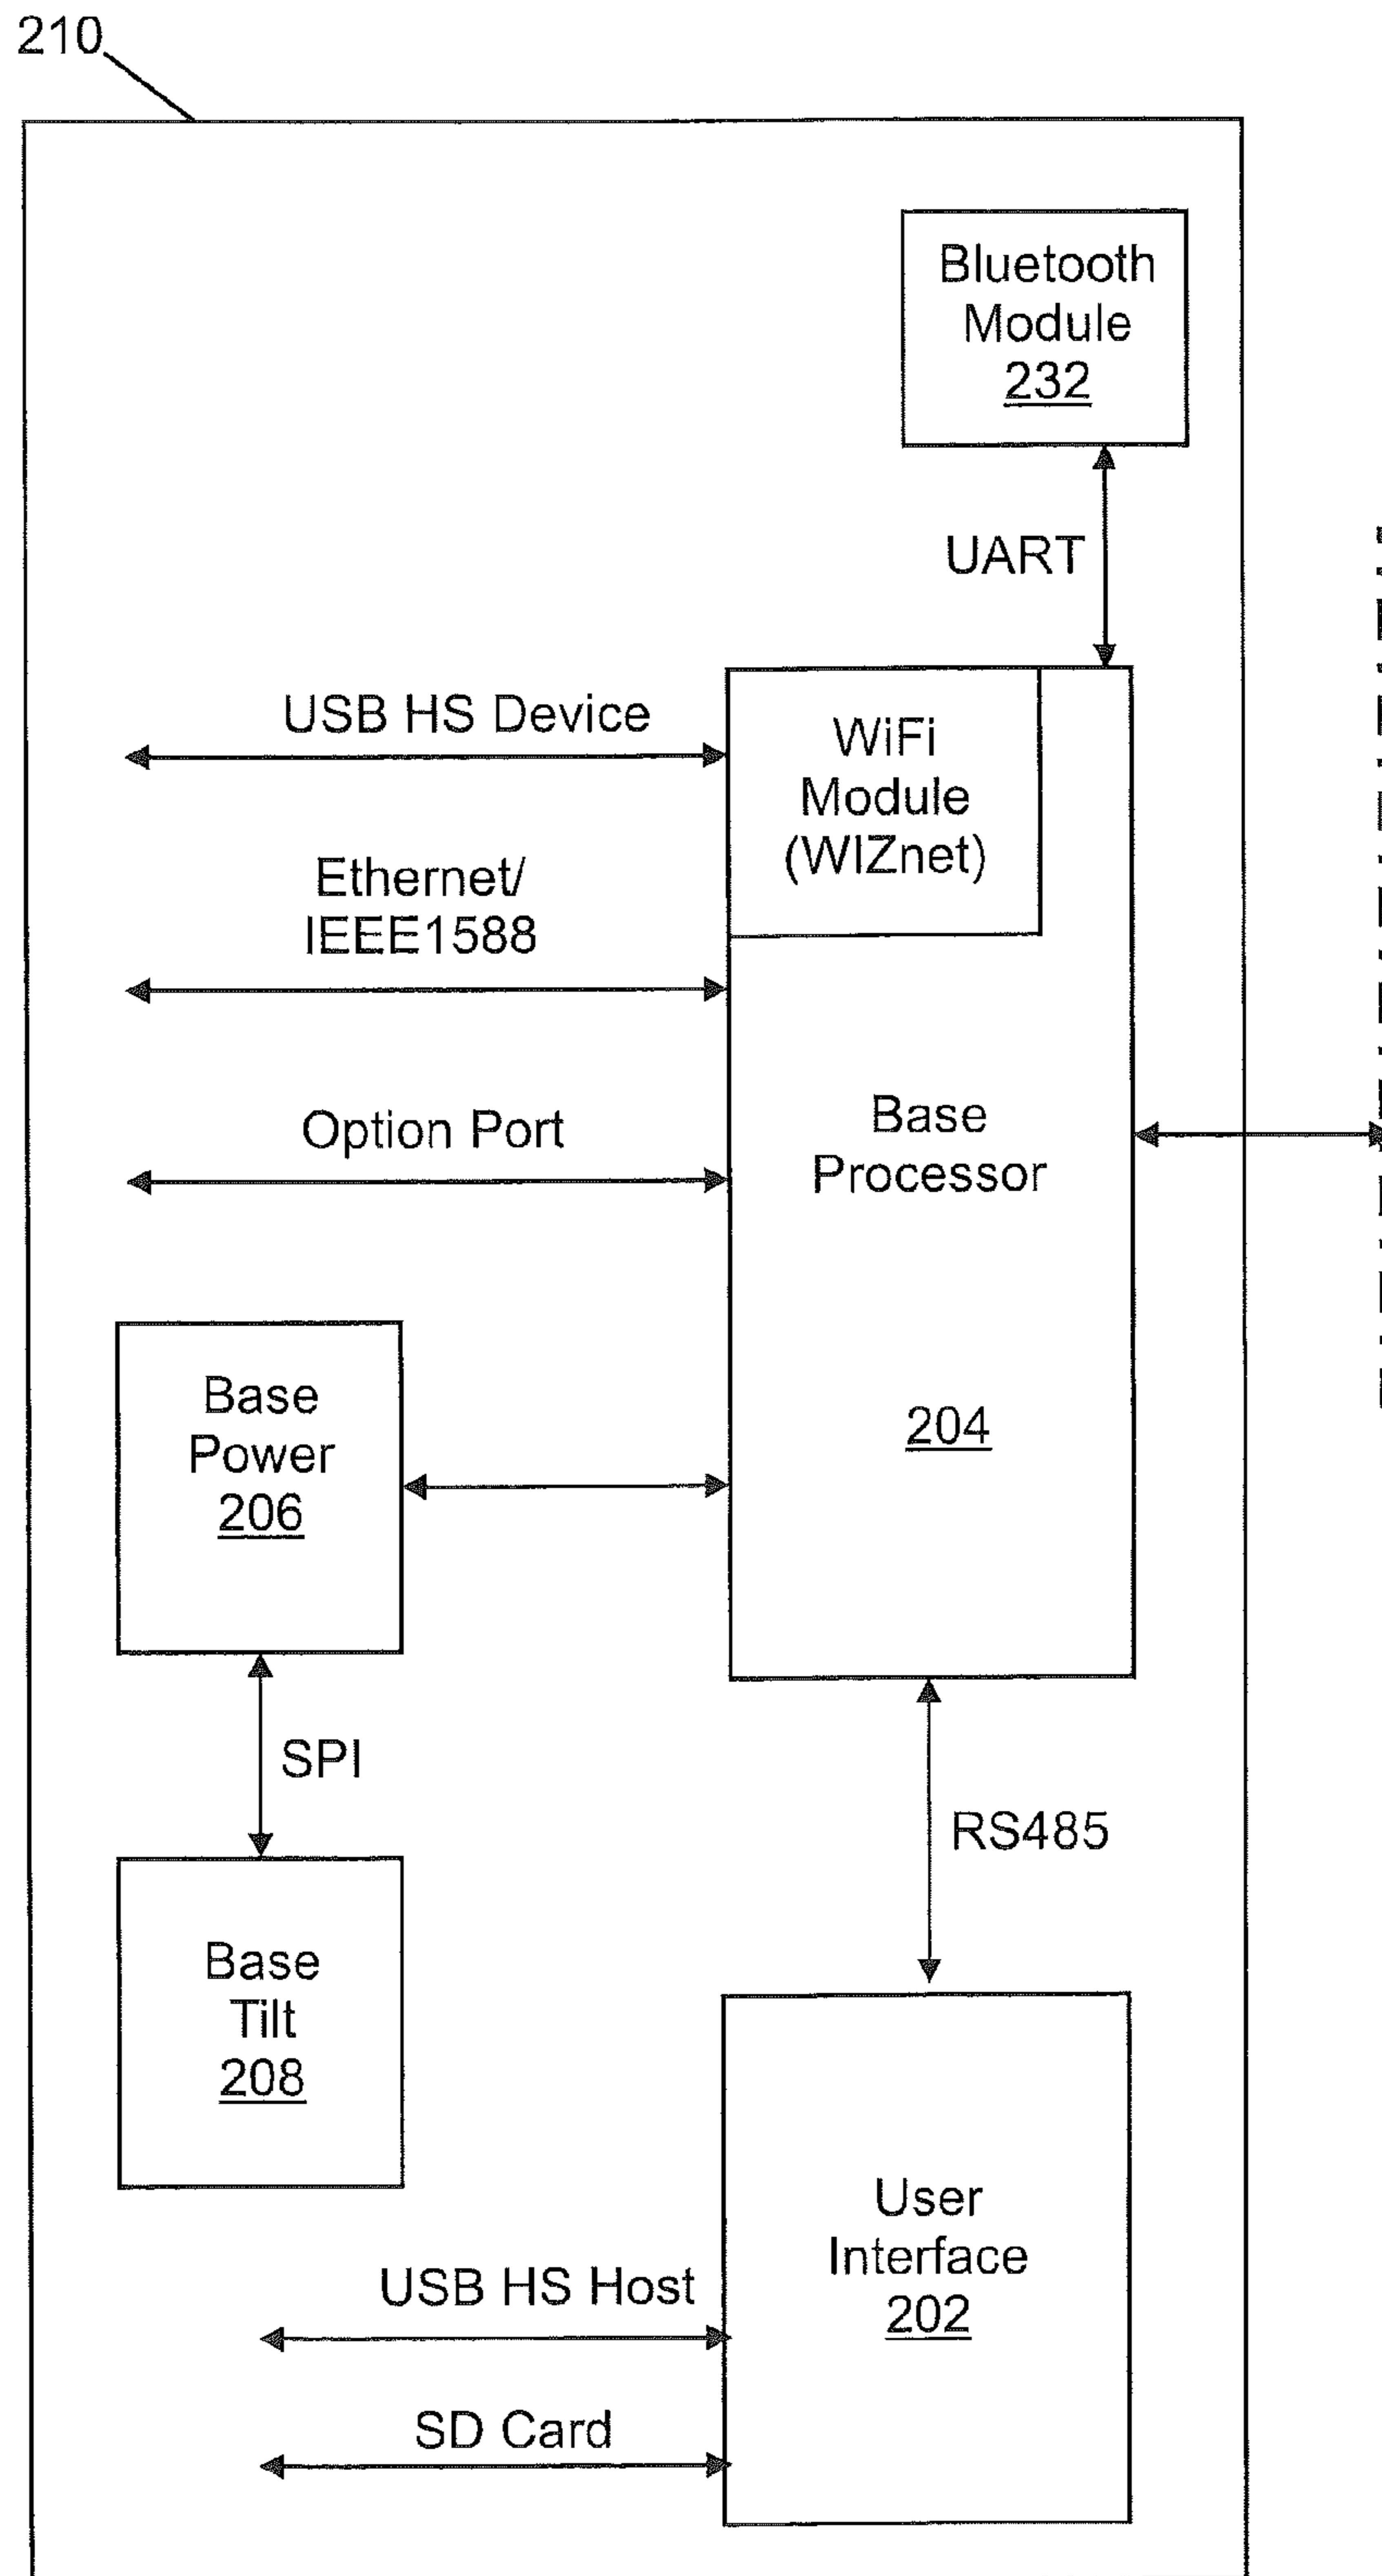 210
Bluetooth
Module
232
UART
USB HS Device
WiFi
Module
(WIZnet)
Ethernet/
IEEE1588
Option Port
Base
Processor
204
Base
Power
206
SPI
RS485
Base
Tilt
208
User
Interface
202
USB HS Host
SD Card